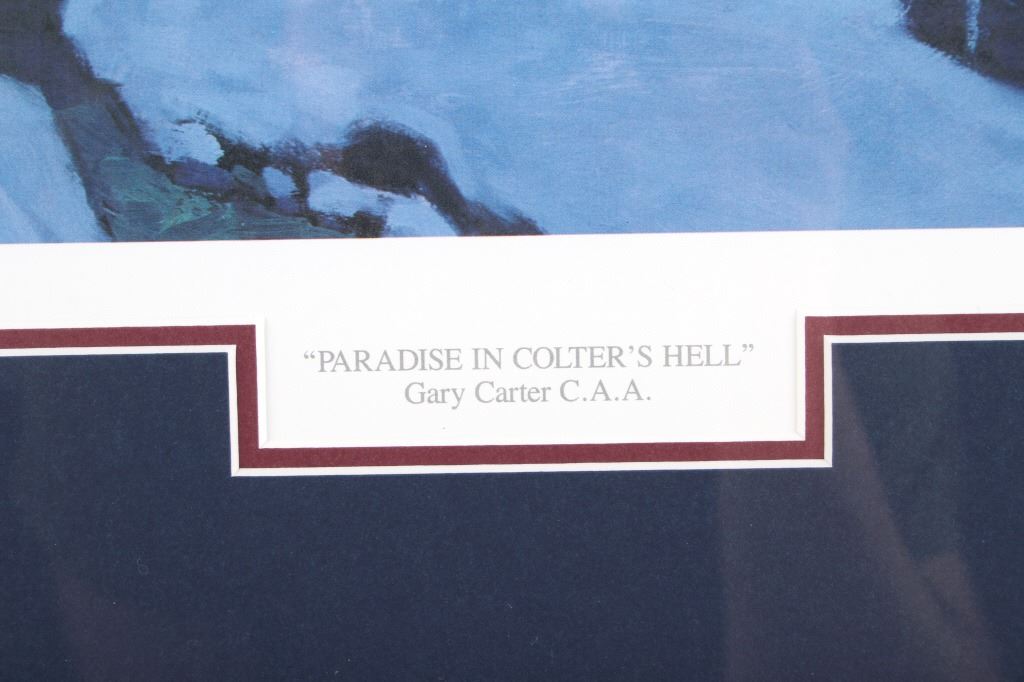 “PARADISE IN COLTER’S HELL”
Gary Carter C.A.A.